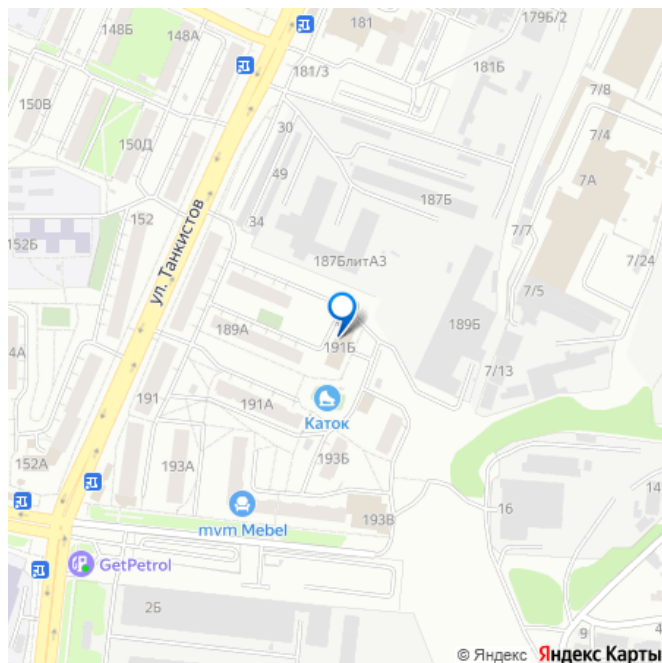 148Б
148А
181
179Б/2
181/3
181Б
7/8
150В
30
7/4
150Д
49
7А
187Б
152
34
ул. Танкистов
7/7
152Б
187БлитА3
7/24
7/5
189А
189Б
4А
191Б
7/13
191
191А
Каток
152А
193А
193Б
14
16
mvm Mebel
193В
GetPetrol
2Б
9
4
© Яндекс Яндекс Карты